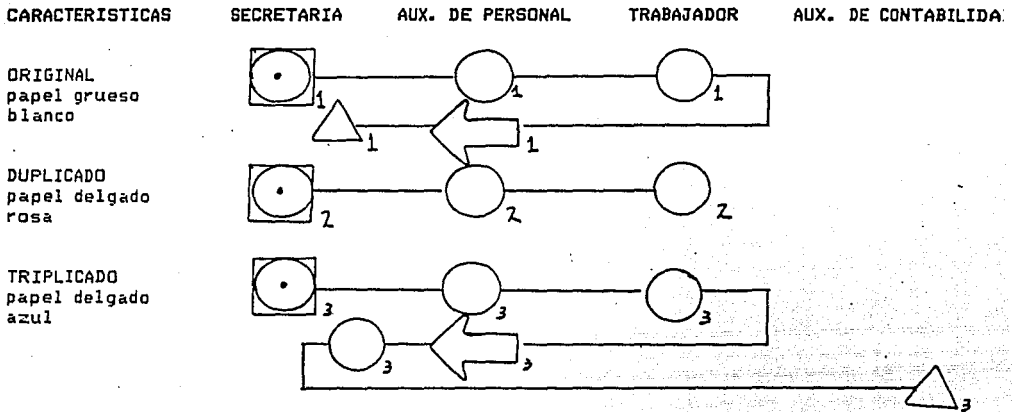 CARACTERISTICAS SECRETARIA AUX. DE PERSONAL TRABAJADOR AUX. DE CONTABILIDA
ORIGINAL
papel grueso
blanco
1 1 1
1 1
DUPLICADO
papel delgado
rosa
2 2 2
TRIPLICADO
papel delgado
azul
3 3 3
3 3
3